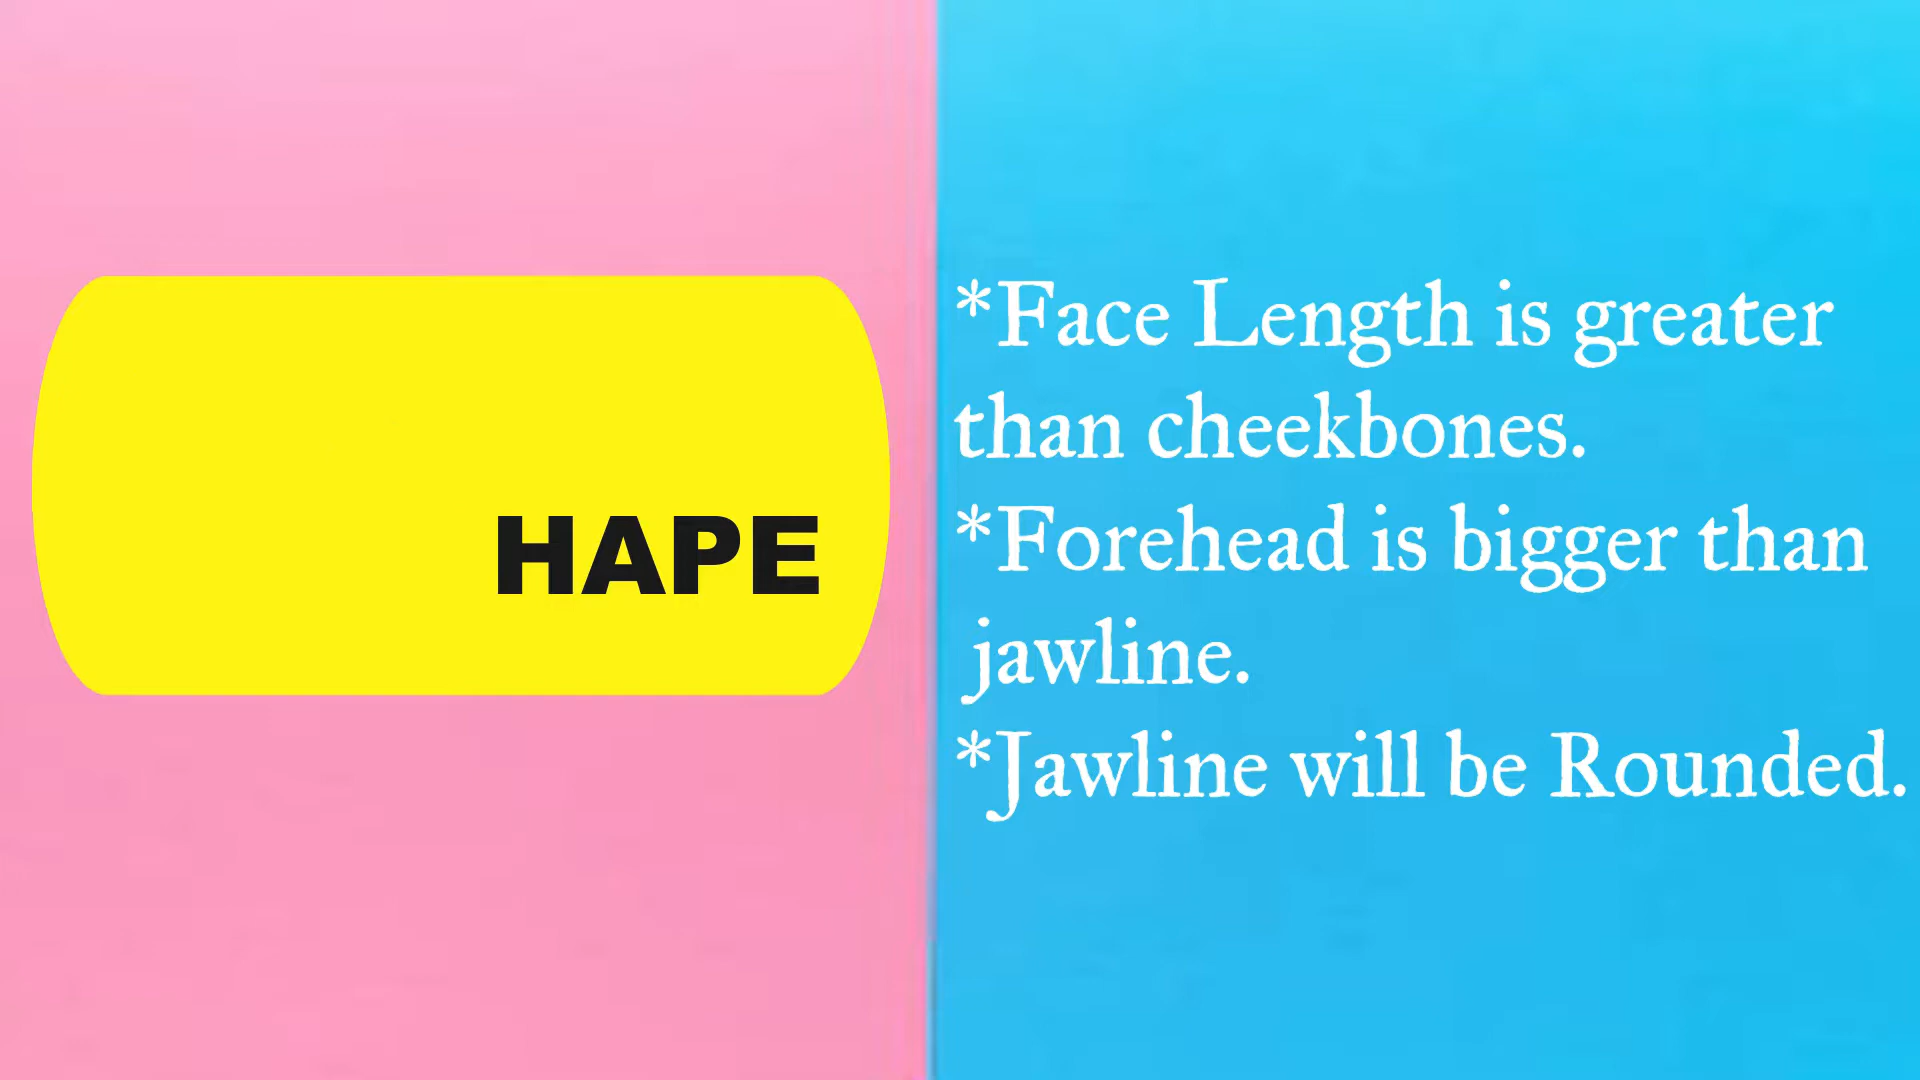 HAPE
*Face Length is greater
than cheekbones.
*Forehead is bigger than
jawline.
*Jawline will be Rounded.